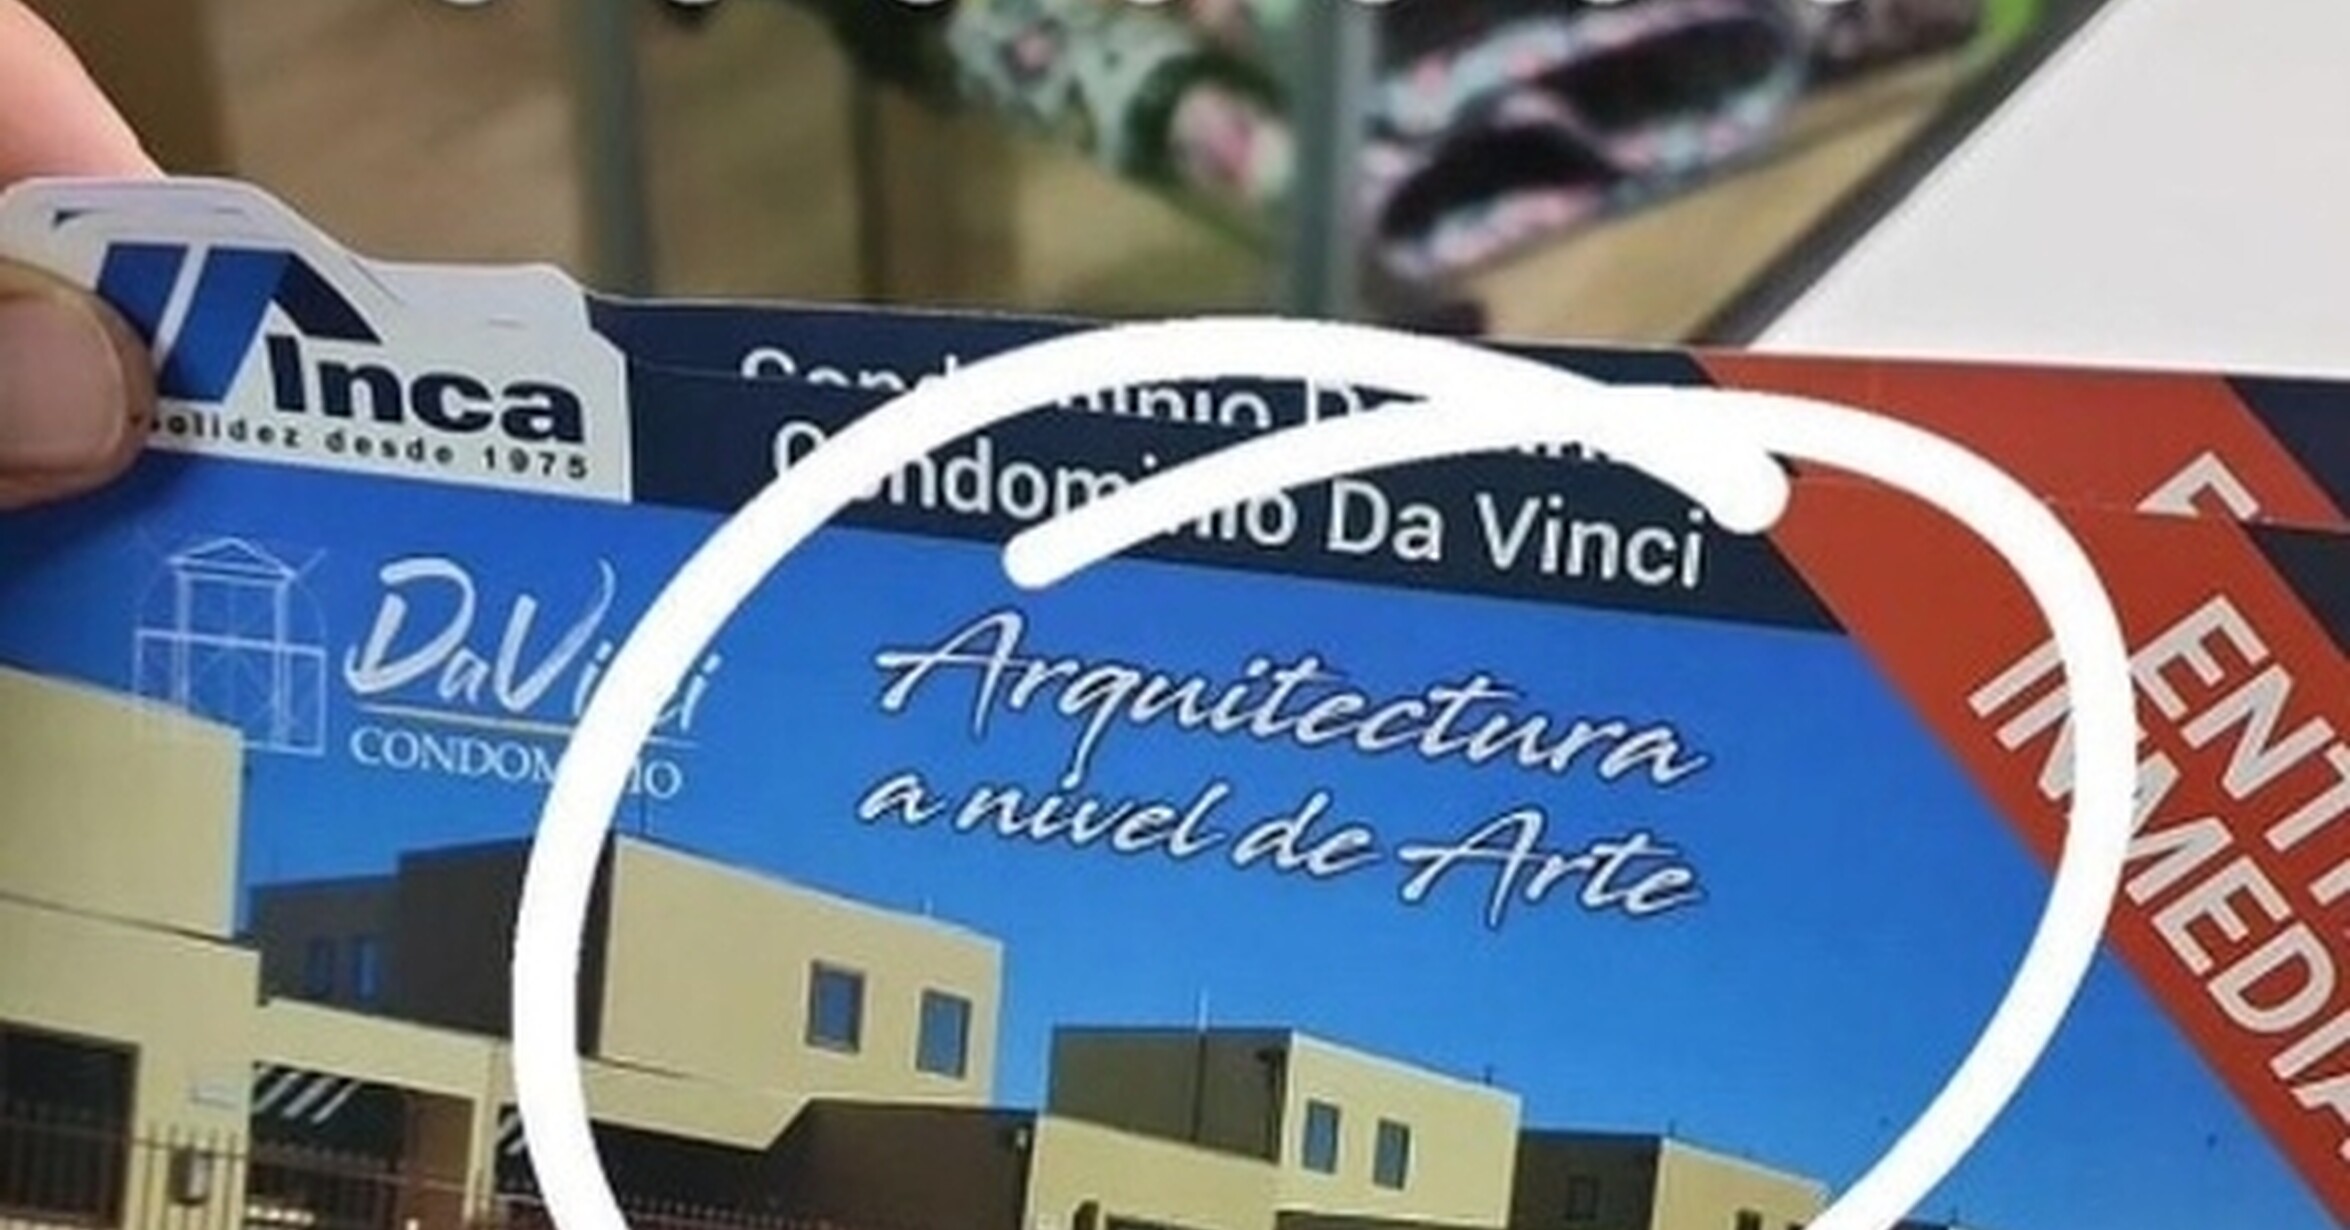 Inca
solidez desde 1975
Condominio Da Vinci
DaVinci
CONDOMINIO
Arquitectura
a nivel de Arte